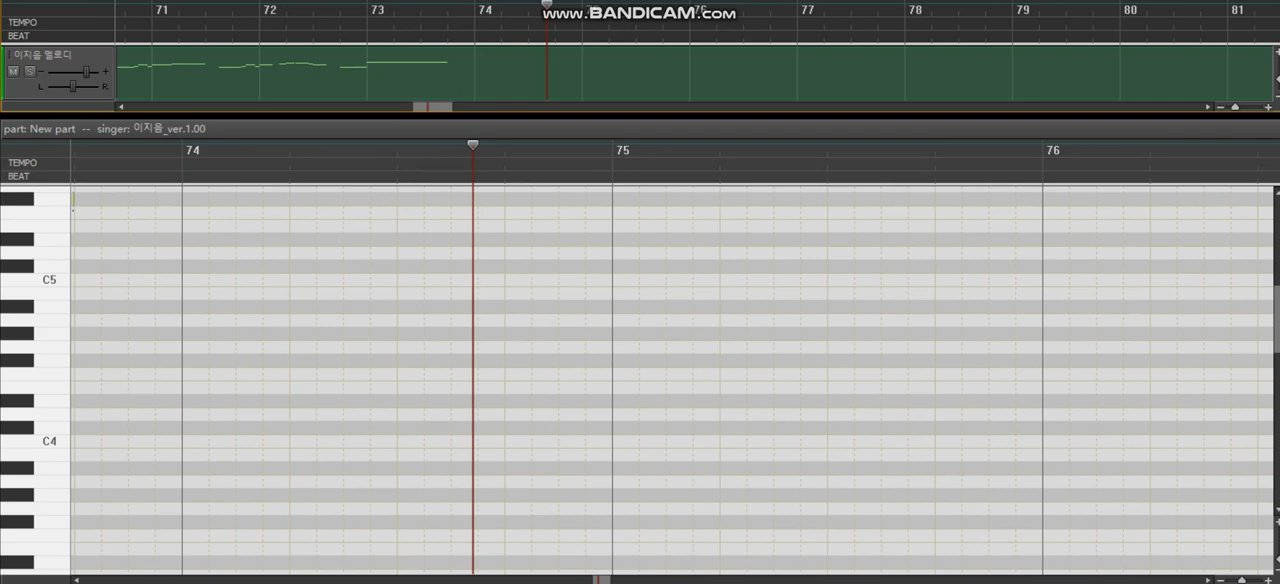 71 72 73 74 75 76 77 78 79 80 81
www.BANDICAM.com
TEMPO
BEAT
이지음 멜로디
M S - +
L R
part: New part -- singer: 이지음_ver.1.00
74 75 76
TEMPO
BEAT
C5
C4